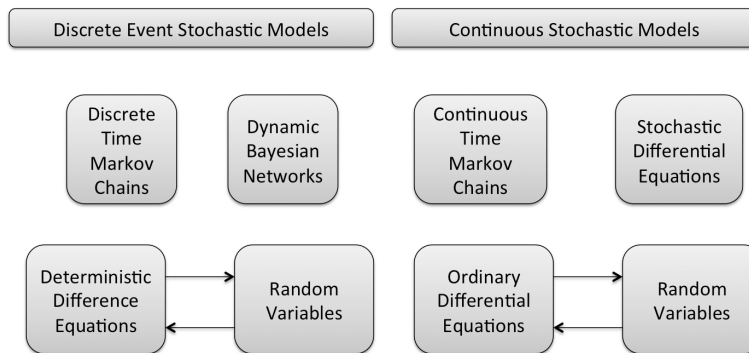 Discrete Event Stochastic Models
Continuous Stochastic Models
Discrete
Time
Markov
Chains
Dynamic
Bayesian
Networks
Continuous
Time
Markov
Chains
Stochastic
Differential
Equations
Deterministic
Difference
Equations
Random
Variables
Ordinary
Differential
Equations
Random
Variables